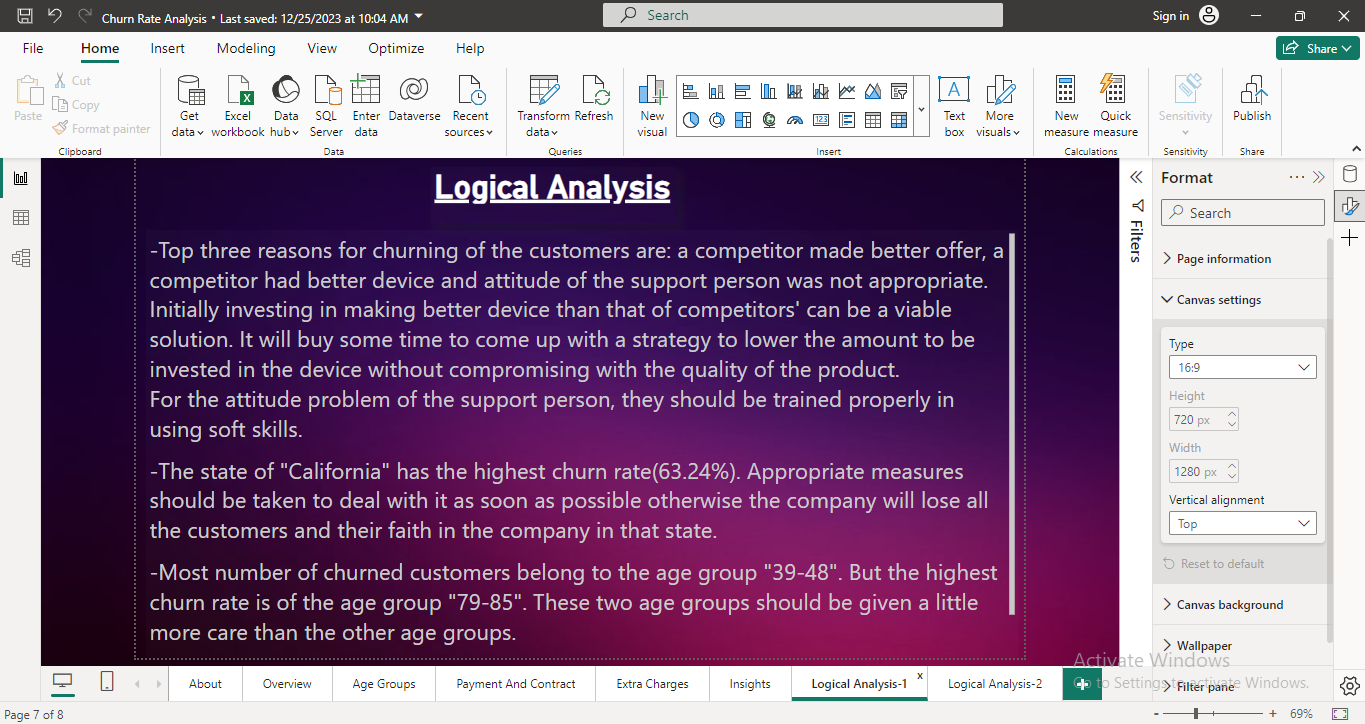 Churn Rate Analysis • Last saved: 12/25/2023 at 10:04 AM
Search
Sign in
File
Home
Insert
Modeling
View
Optimize
Help
Share
Paste
Cut
Copy
Format painter
Clipboard
Get
data
Excel
workbook
Data
hub
SQL
Server
Enter
data
Dataverse
Recent
sources
Data
Transform
data
Refresh
Queries
New
visual
123
A
Text
box
More
visuals
Insert
New
measure
Quick
measure
Calculations
Sensitivity
Sensitivity
Publish
Share
Logical Analysis
-Top three reasons for churning of the customers are: a competitor made better offer, a
competitor had better device and attitude of the support person was not appropriate.
Initially investing in making better device than that of competitors' can be a viable
solution. It will buy some time to come up with a strategy to lower the amount to be
invested in the device without compromising with the quality of the product.
For the attitude problem of the support person, they should be trained properly in
using soft skills.
-The state of "California" has the highest churn rate(63.24%). Appropriate measures
should be taken to deal with it as soon as possible otherwise the company will lose all
the customers and their faith in the company in that state.
-Most number of churned customers belong to the age group "39-48". But the highest
churn rate is of the age group "79-85". These two age groups should be given a little
more care than the other age groups.
Filters
Format
Search
Page information
Canvas settings
Type
16:9
Height
720 px
Width
1280 px
Vertical alignment
Top
Reset to default
Canvas background
Wallpaper
Filter pane
Activate Windows
Go to Settings to activate Windows.
About
Overview
Age Groups
Payment And Contract
Extra Charges
Insights
Logical Analysis-1
x
Logical Analysis-2
Page 7 of 8
69%